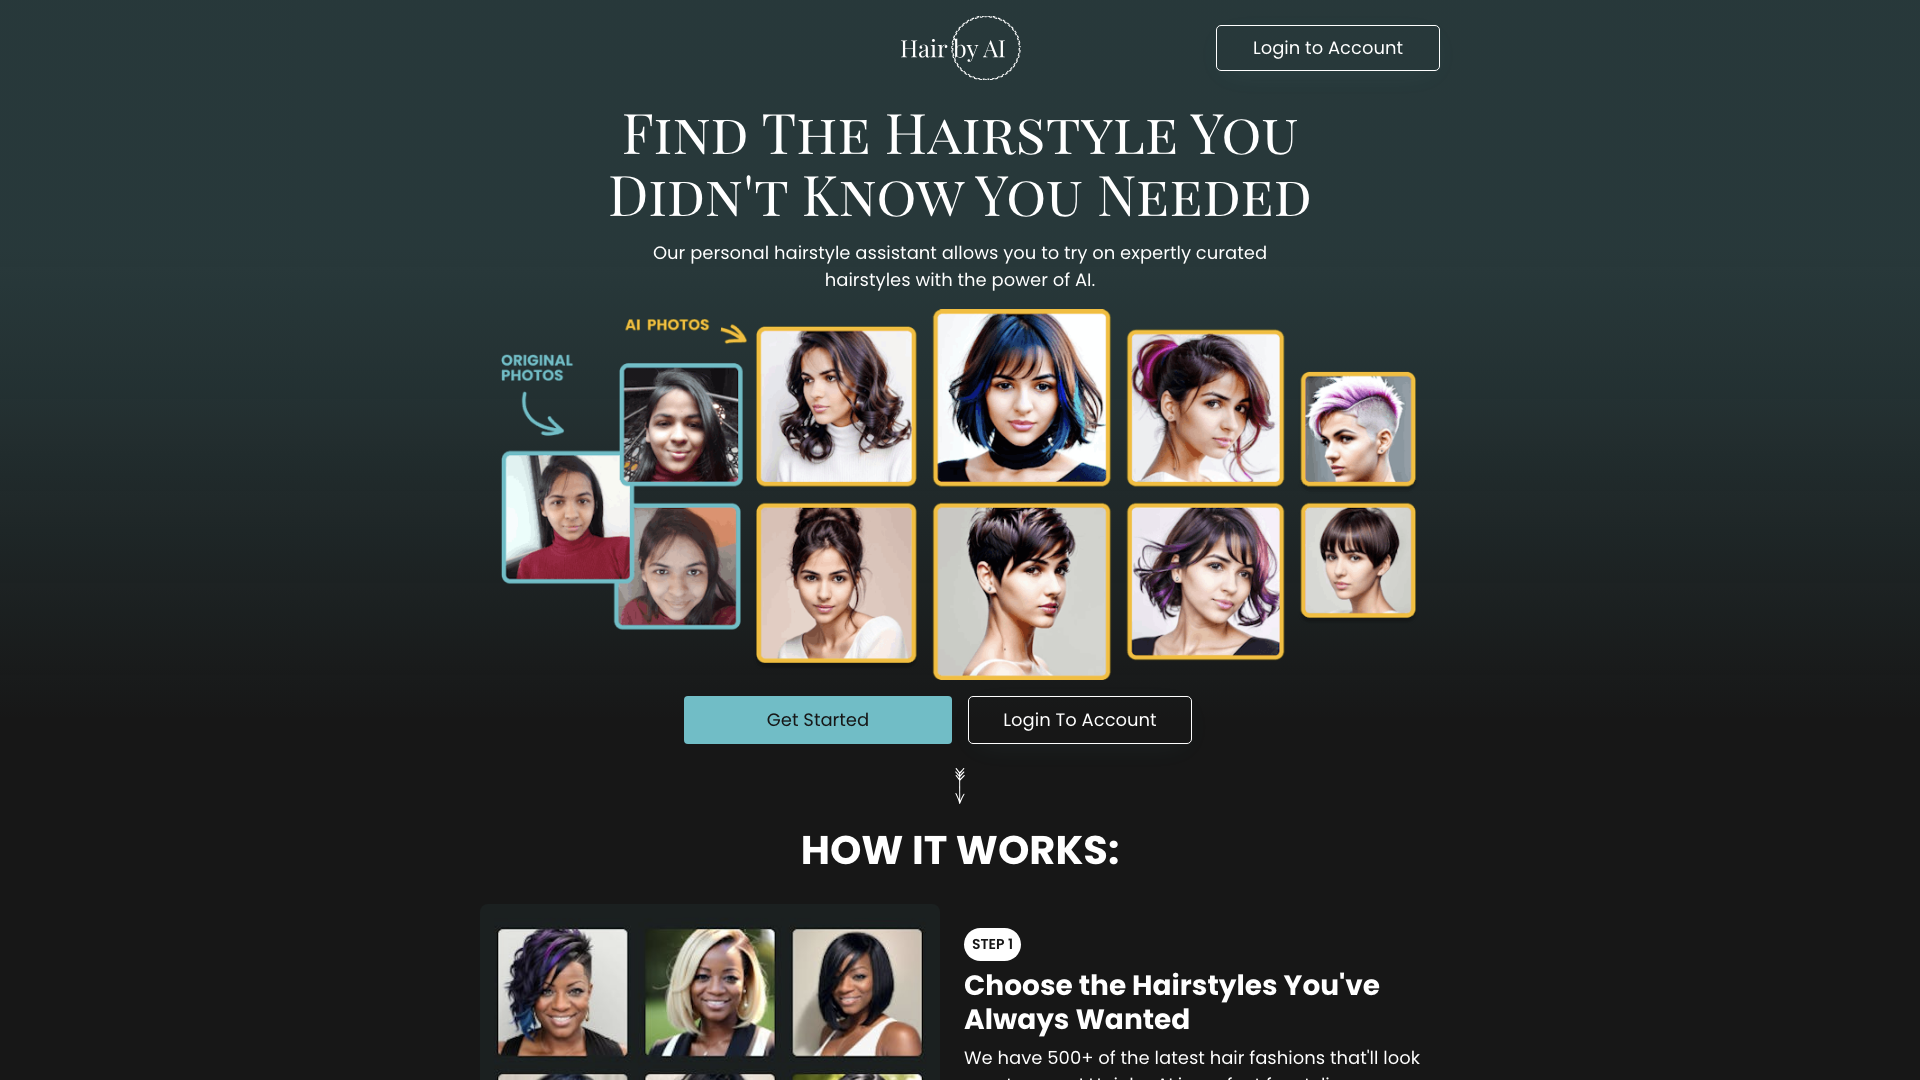 Hair by AI
Login to Account
Find The Hairstyle You
Didn't Know You Needed
Our personal hairstyle assistant allows you to try on expertly curated
hairstyles with the power of AI.
AI PHOTOS
ORIGINAL
PHOTOS
Get Started
Login To Account
HOW IT WORKS:
STEP 1
Choose the Hairstyles You've
Always Wanted
We have 500+ of the latest hair fashions that'll look